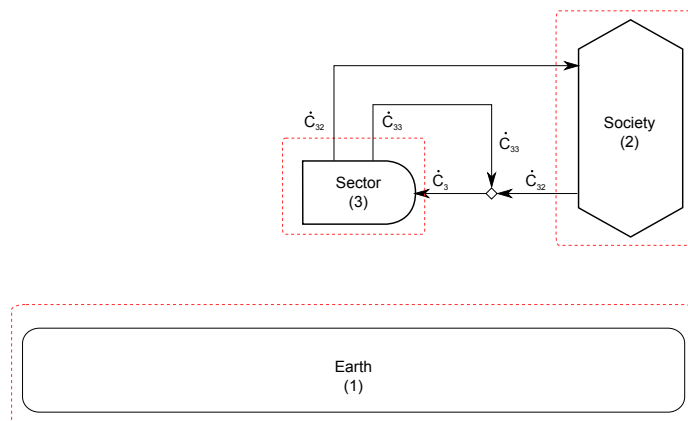 Society
(2)
Ċ₃₂
Ċ₃₃
Ċ₃₃
Sector
(3)
Ċ₃
Ċ₃₂
Earth
(1)